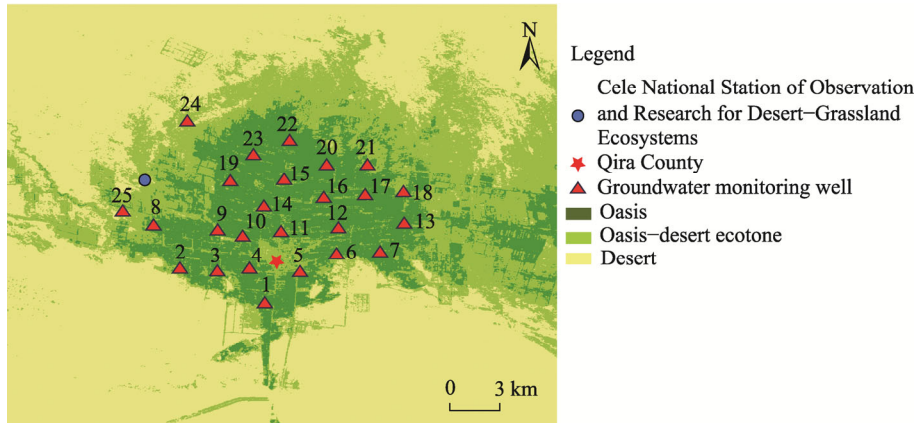 N
24
22
23
20
21
19
15
16
17
18
25
14
8
9
10
11
12
13
2
3
4
5
6
7
1
0 3 km
Legend
Cele National Station of Observation
and Research for Desert−Grassland
Ecosystems
Qira County
Groundwater monitoring well
Oasis
Oasis−desert ecotone
Desert